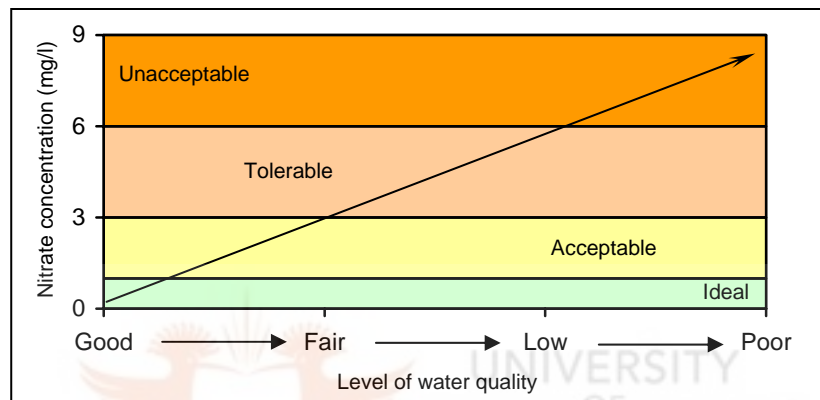 Nitrate concentration (mg/l)
9
6
3
0
Unacceptable
Tolerable
Acceptable
Ideal
Good Fair Low Poor
Level of water quality
UNIVERSITY
OF